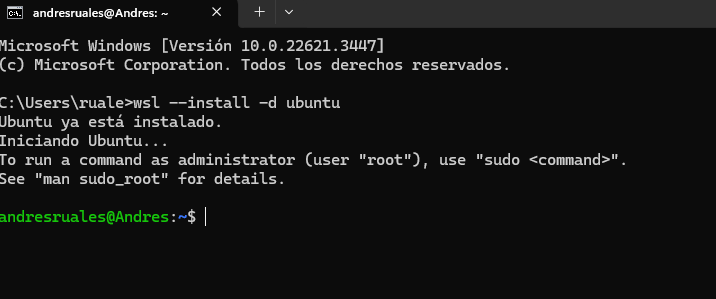 andresruales@Andres: ~
Microsoft Windows [Versión 10.0.22621.3447]
(c) Microsoft Corporation. Todos los derechos reservados.
C:\Users\ruale>wsl --install -d ubuntu
Ubuntu ya está instalado.
Iniciando Ubuntu...
To run a command as administrator (user "root"), use "sudo <command>".
See "man sudo_root" for details.
andresruales@Andres:~$